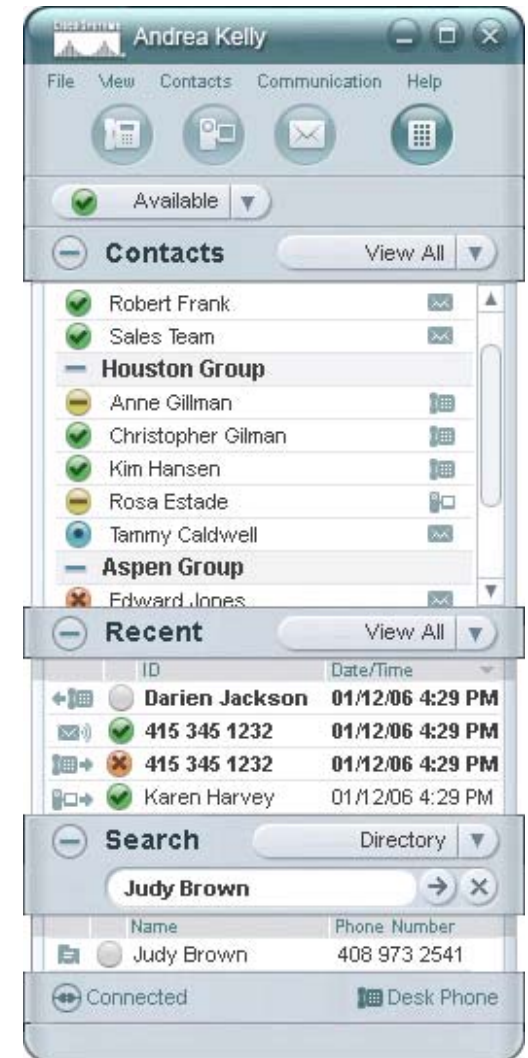 Cisco Systems
Andrea Kelly
File View Contacts Communication Help
Available
Contacts View All
Robert Frank
Sales Team
Houston Group
Anne Gillman
Christopher Gilman
Kim Hansen
Rosa Estade
Tammy Caldwell
Aspen Group
Edward Jones
Recent View All
ID Date/Time
Darien Jackson 01/12/06 4:29 PM
415 345 1232 01/12/06 4:29 PM
415 345 1232 01/12/06 4:29 PM
Karen Harvey 01/12/06 4:29 PM
Search Directory
Judy Brown
Name Phone Number
Judy Brown 408 973 2541
Connected Desk Phone